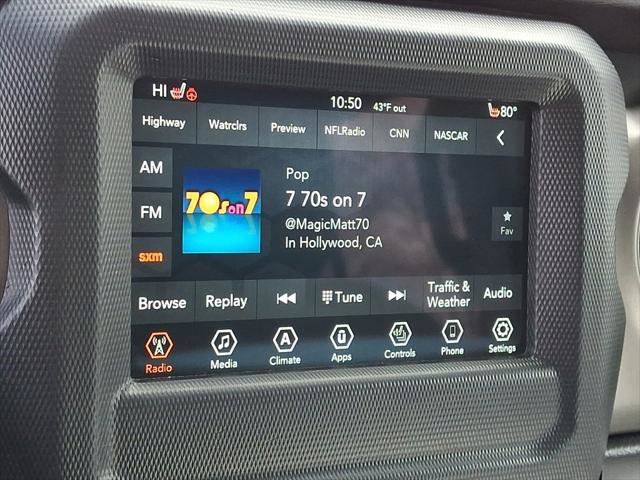 HI 10:50 43°F out 80°
Highway Watrclrs Preview NFLRadio CNN NASCAR
AM
FM
sxm
70s on 7
Pop
7 70s on 7
@MagicMatt70
In Hollywood, CA
Fav
Browse Replay Tune Traffic & Weather Audio
Radio Media Climate Apps Controls Phone Settings
A
ū